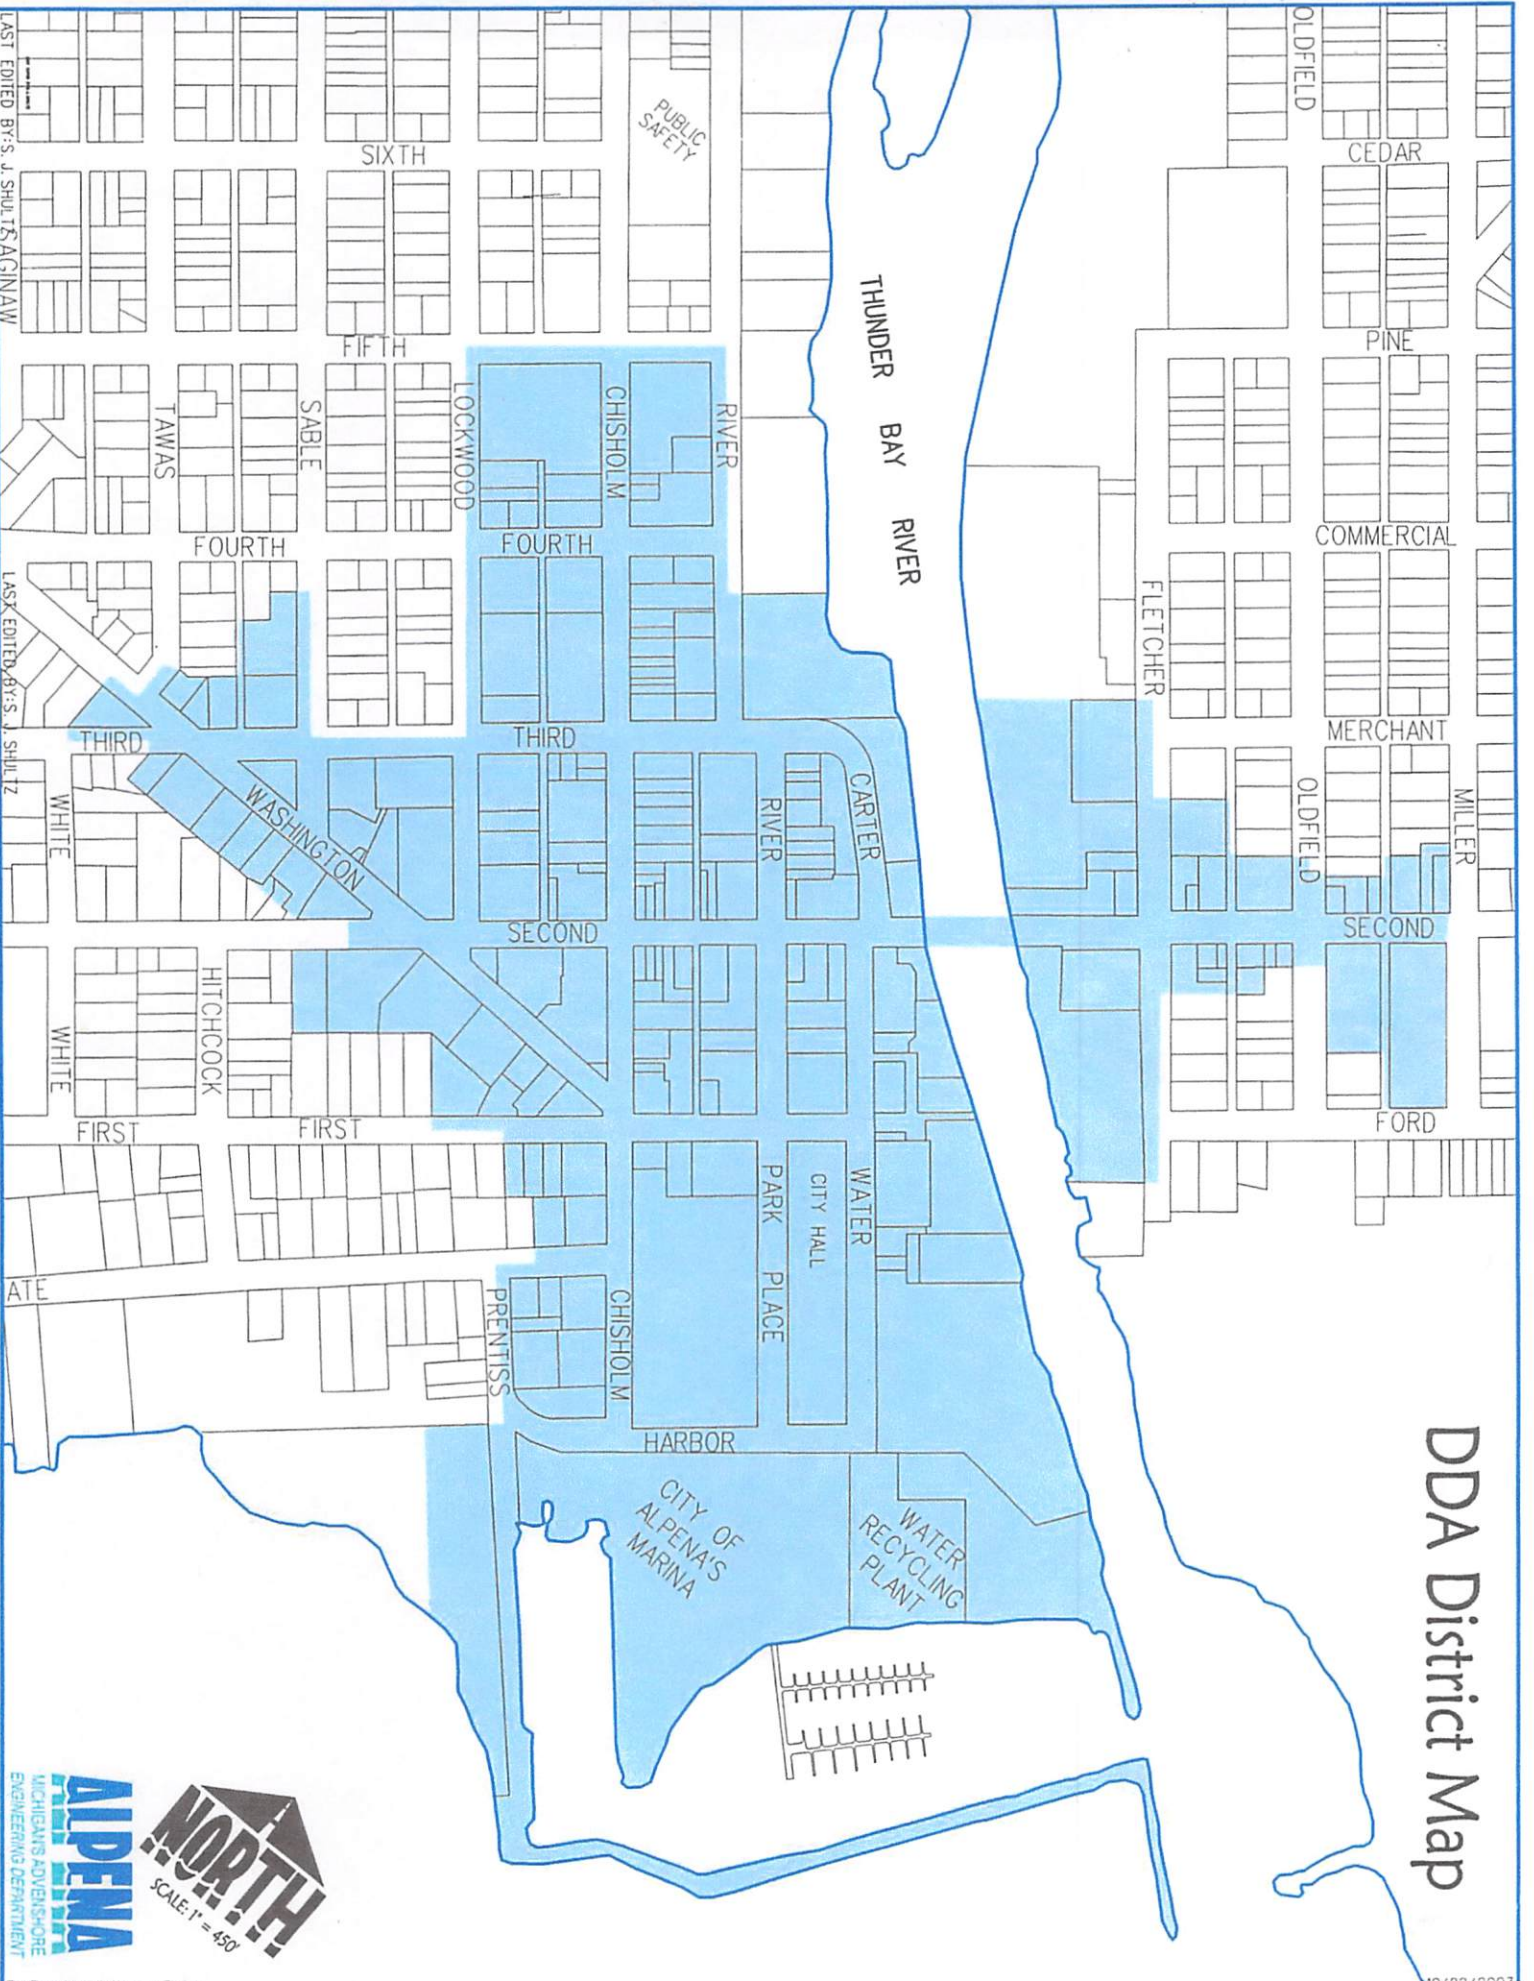 DDA District Map
OLDFIELD
CEDAR
PINE
COMMERCIAL
FLETCHER
MERCHANT
OLDFIELD
MILLER
SECOND
FORD
THUNDER BAY RIVER
PUBLIC
SAFETY
SIXTH
FIFTH
RIVER
CHISHOLM
LOCKWOOD
SABLE
TAWAS
SAGINAW
FOURTH
FOURTH
THIRD
THIRD
CARTER
RIVER
WASHINGTON
WHITE
SECOND
HITCHCOCK
WHITE
FIRST
FIRST
WATER
CITY HALL
PARK PLACE
CHISHOLM
PRENTISS
ATE
HARBOR
CITY OF
ALPENA'S
MARINA
WATER
RECYCLING
PLANT
LAST EDITED BY: S. J. SHULTZ
LAST EDITED BY: S. J. SHULTZ
NORTH
SCALE: 1" = 450'
ALPENA
MICHIGAN'S ADVENSHORE
ENGINEERING DEPARTMENT